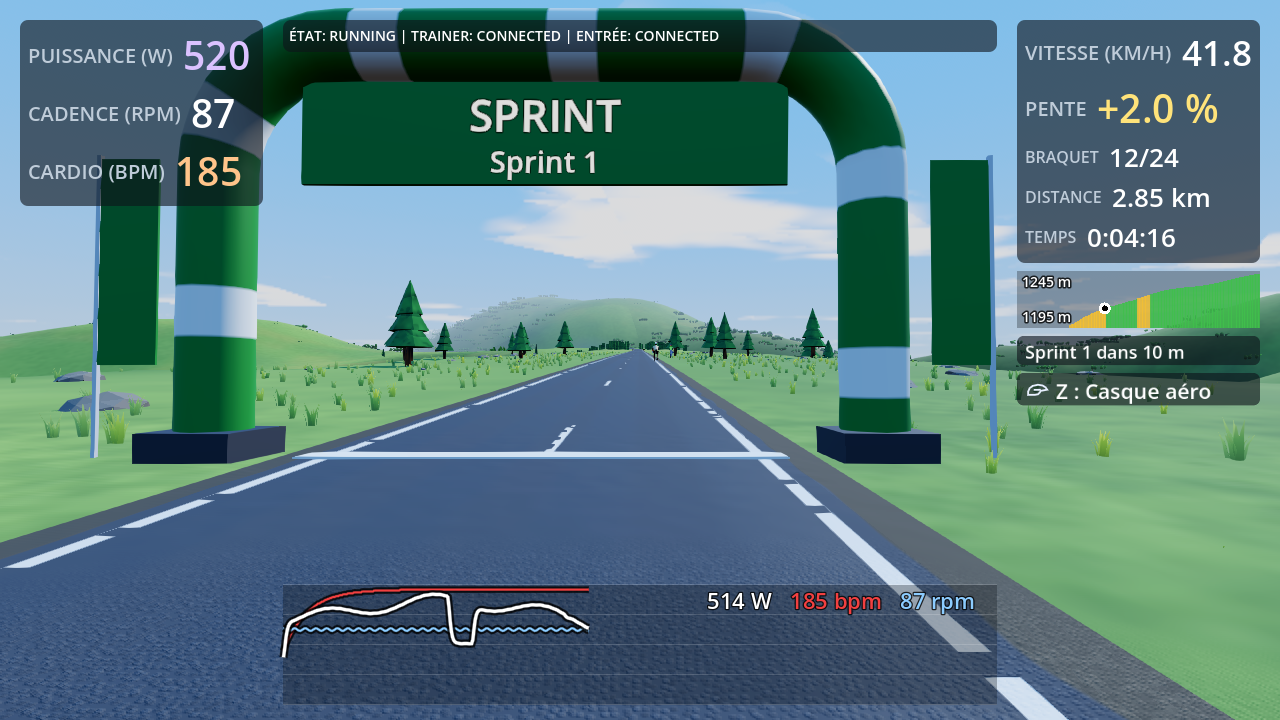 PUISSANCE (W) 520
CADENCE (RPM) 87
CARDIO (BPM) 185
ÉTAT: RUNNING | TRAINER: CONNECTED | ENTRÉE: CONNECTED
SPRINT
Sprint 1
VITESSE (KM/H) 41.8
PENTE +2.0 %
BRAQUET 12/24
DISTANCE 2.85 km
TEMPS 0:04:16
1245 m
1195 m
Sprint 1 dans 10 m
Z : Casque aéro
514 W 185 bpm 87 rpm